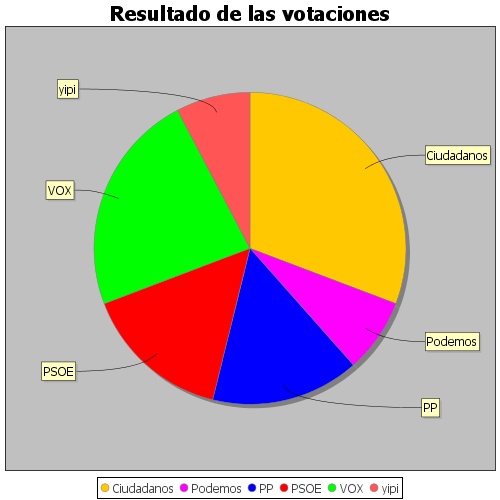 Resultado de las votaciones
yipi
Ciudadanos
VOX
Podemos
PSOE
PP
Ciudadanos Podemos PP PSOE VOX yipi